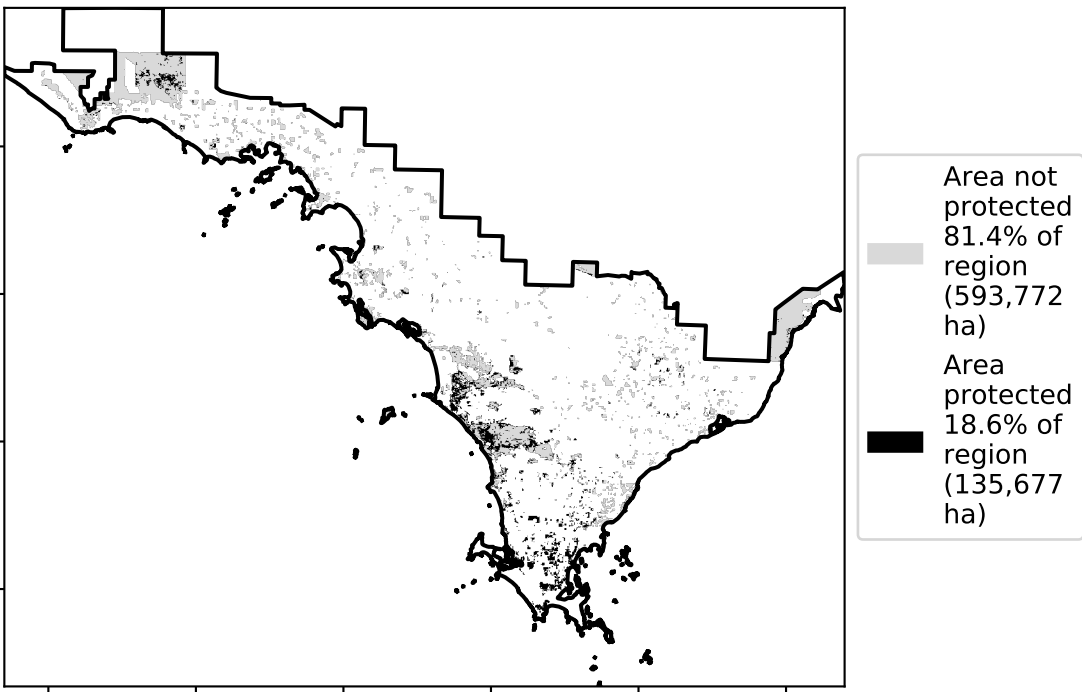 Area not
protected
81.4% of
region
(593,772
ha)
Area
protected
18.6% of
region
(135,677
ha)